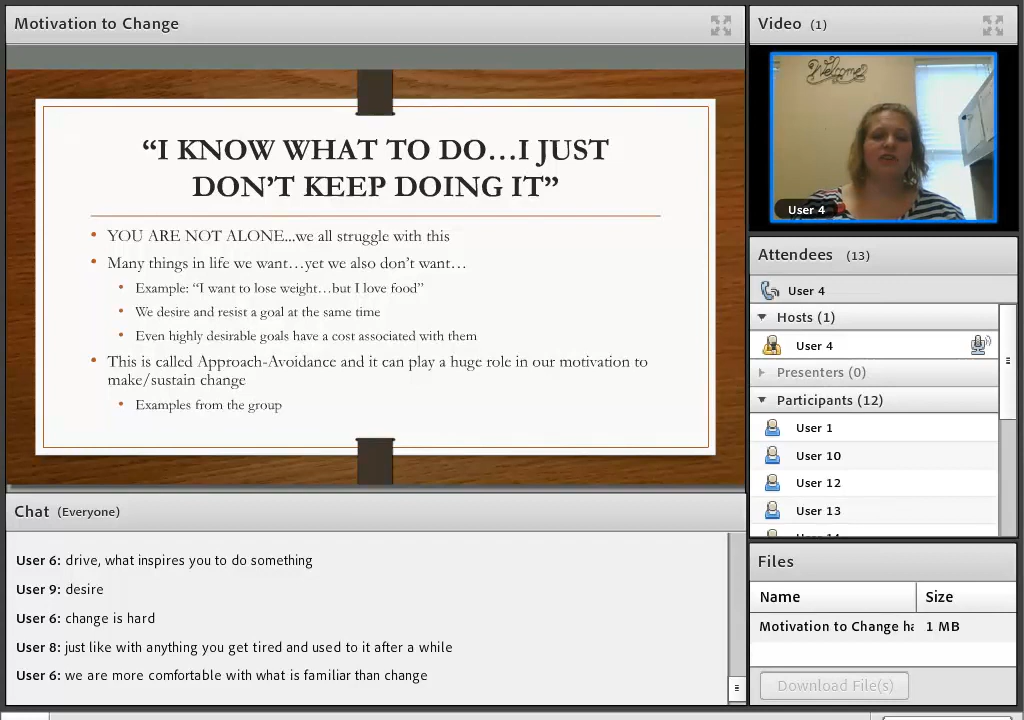 Motivation to Change
“I KNOW WHAT TO DO…I JUST
DON’T KEEP DOING IT”
• YOU ARE NOT ALONE...we all struggle with this
• Many things in life we want…yet we also don’t want…
• Example: “I want to lose weight…but I love food”
• We desire and resist a goal at the same time
• Even highly desirable goals have a cost associated with them
• This is called Approach-Avoidance and it can play a huge role in our motivation to
make/sustain change
• Examples from the group
Chat (Everyone)
User 6: drive, what inspires you to do something
User 9: desire
User 6: change is hard
User 8: just like with anything you get tired and used to it after a while
User 6: we are more comfortable with what is familiar than change
Video (1)
Welcome
User 4
Attendees (13)
User 4
Hosts (1)
User 4
Presenters (0)
Participants (12)
User 1
User 10
User 12
User 13
Files
Name Size
Motivation to Change ha 1 MB
Download File(s)